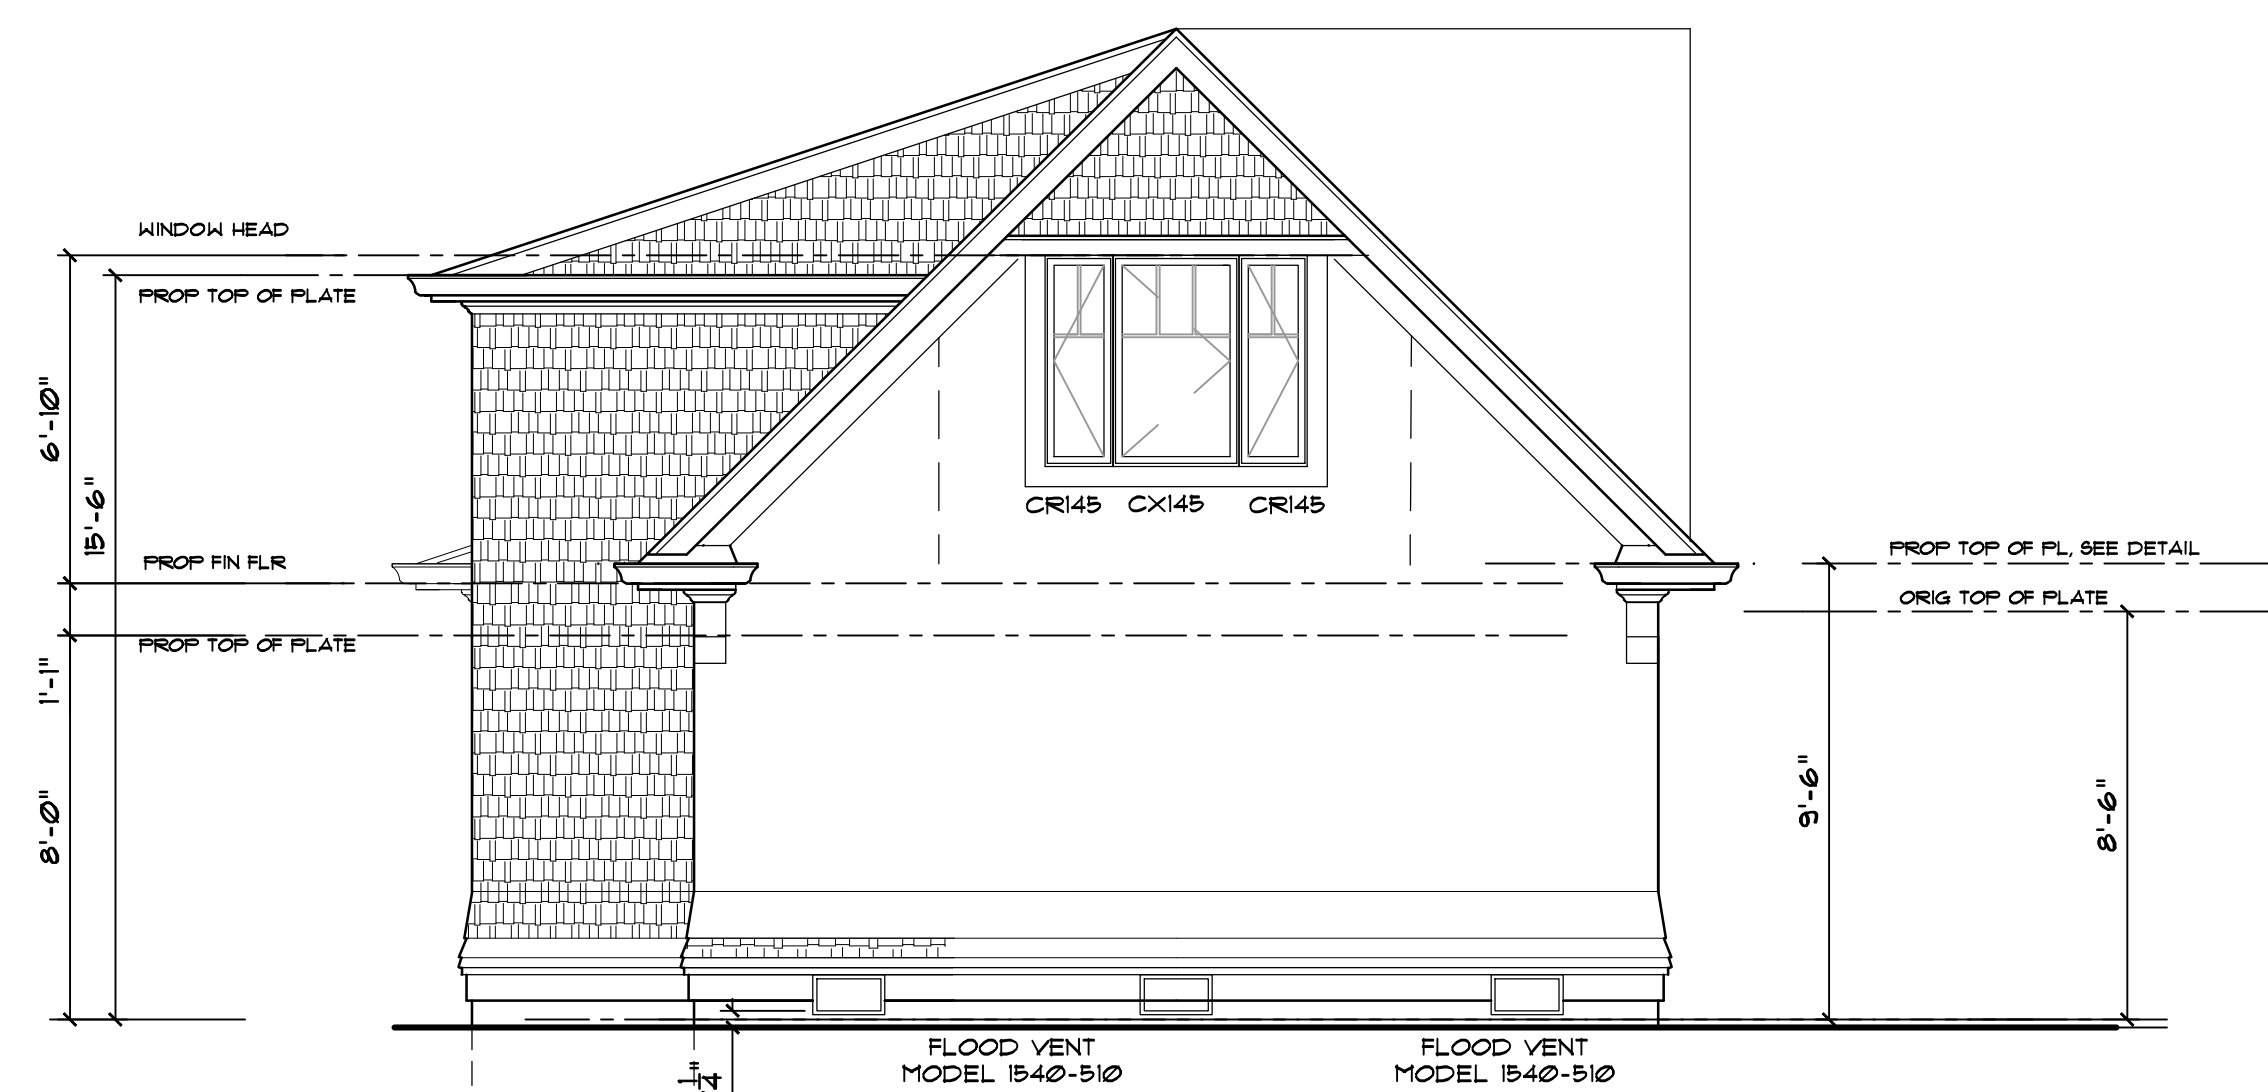 WINDOW HEAD
PROP TOP OF PLATE
6'-10"
15'-6"
CR145
CX145
CR145
PROP FIN FLR
PROP TOP OF PL, SEE DETAIL
ORIG TOP OF PLATE
PROP TOP OF PLATE
1'-1"
8'-0"
9'-6"
8'-6"
FLOOD VENT
MODEL 1540-510
FLOOD VENT
MODEL 1540-510